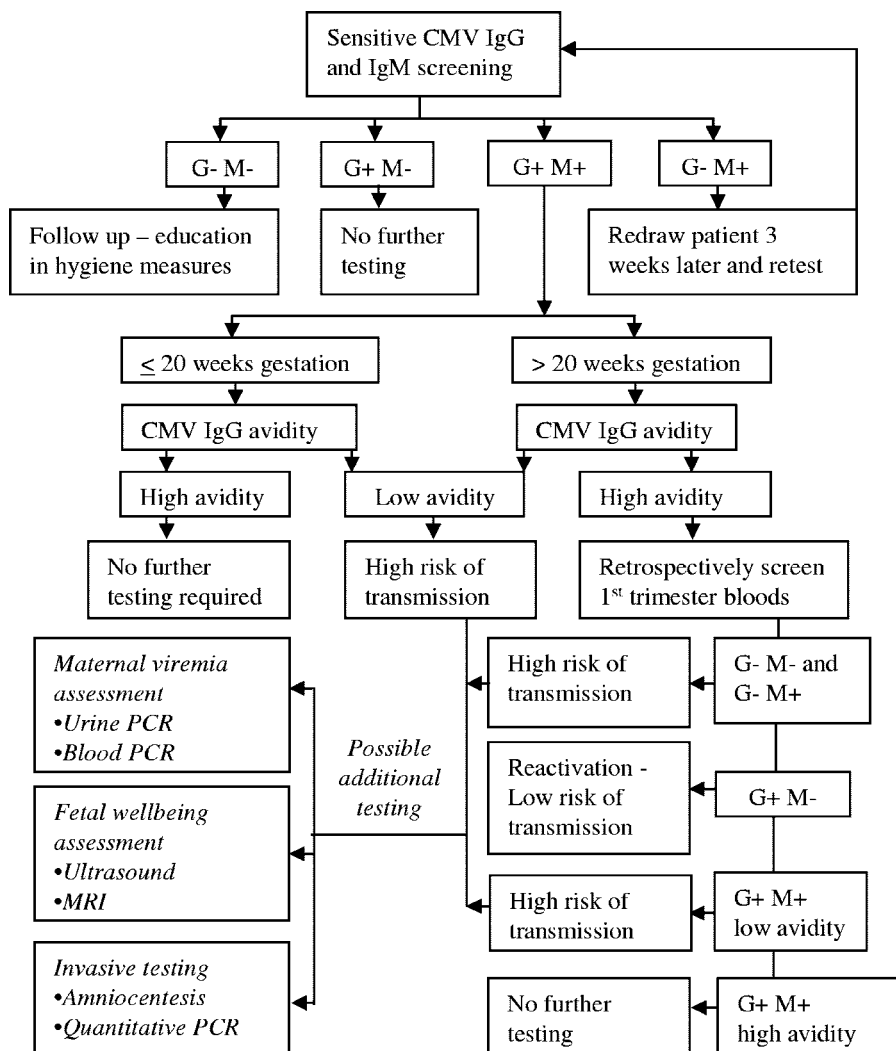 Sensitive CMV IgG
and IgM screening
G- M-
G+ M-
G+ M+
G- M+
Follow up – education
in hygiene measures
No further
testing
Redraw patient 3
weeks later and retest
≤ 20 weeks gestation
> 20 weeks gestation
CMV IgG avidity
CMV IgG avidity
High avidity
Low avidity
High avidity
No further
testing required
High risk of
transmission
Retrospectively screen
1st trimester bloods
Maternal viremia
assessment
•Urine PCR
•Blood PCR
High risk of
transmission
G- M- and
G- M+
Possible
additional
testing
Reactivation -
Low risk of
transmission
G+ M-
Fetal wellbeing
assessment
•Ultrasound
•MRI
High risk of
transmission
G+ M+
low avidity
Invasive testing
•Amniocentesis
•Quantitative PCR
No further
testing
G+ M+
high avidity